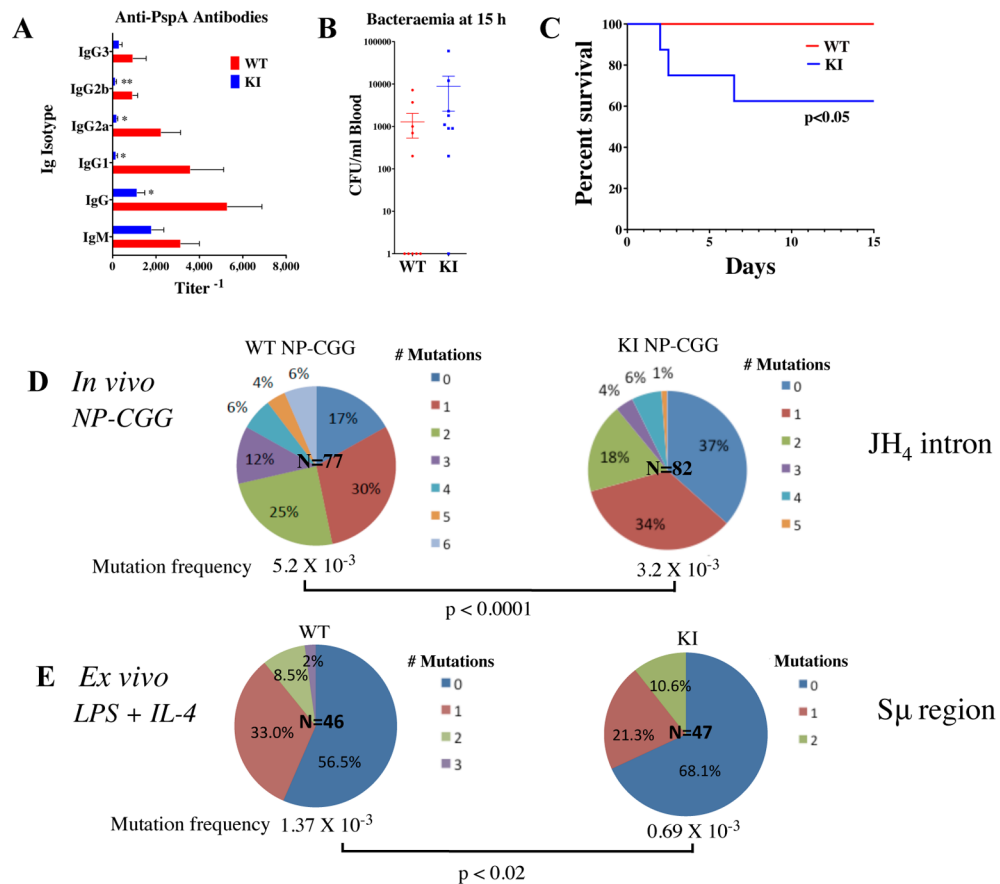 A
Anti-PspA Antibodies
Ig Isotype
IgG3
IgG2b
IgG2a
IgG1
IgG
IgM
**
*
*
*
WT
KI
0
2,000
4,000
6,000
8,000
Titer -1
B
Bacteraemia at 15 h
CFU/ml Blood
100000
10000
1000
100
10
1
WT
KI
C
Percent survival
100
80
60
40
20
0
WT
KI
p<0.05
0
5
10
15
Days
D
In vivo
NP-CGG
WT NP-CGG
# Mutations
6%
4%
6%
12%
25%
30%
17%
N=77
0
1
2
3
4
5
6
KI NP-CGG
# Mutations
1%
6%
4%
18%
34%
37%
N=82
0
1
2
3
4
5
JH4 intron
Mutation frequency
5.2 X 10-3
3.2 X 10-3
p < 0.0001
E
Ex vivo
LPS + IL-4
WT
# Mutations
2%
8.5%
33.0%
56.5%
N=46
0
1
2
3
KI
Mutations
10.6%
21.3%
68.1%
N=47
0
1
2
Sμ region
Mutation frequency
1.37 X 10-3
0.69 X 10-3
p < 0.02